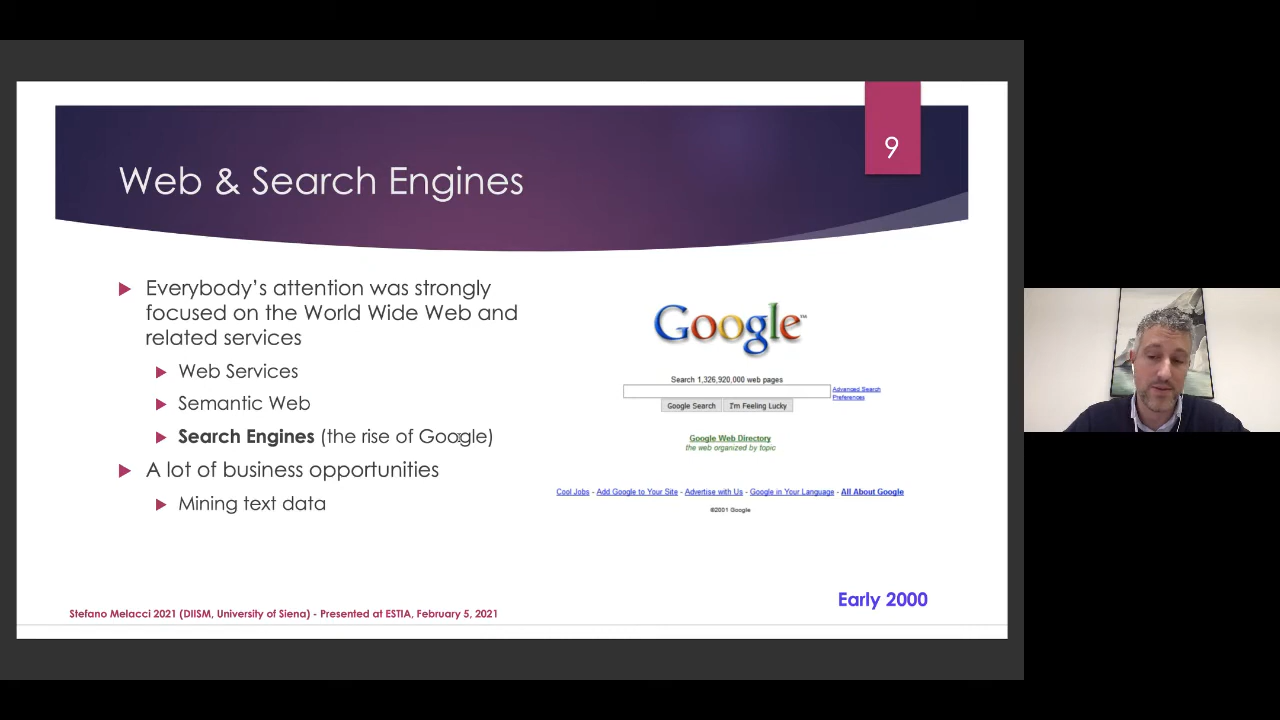 9
Web & Search Engines
Everybody's attention was strongly
focused on the World Wide Web and
related services
Web Services
Semantic Web
Search Engines (the rise of Google)
A lot of business opportunities
Mining text data
Google™
Search 1,326,920,000 web pages
Advanced Search
Preferences
Google Search I'm Feeling Lucky
Google Web Directory
the web organized by topic
Cool Jobs - Add Google to Your Site - Advertise with Us - Google in Your Language - All About Google
©2001 Google
Early 2000
Stefano Melacci 2021 (DIISM, University of Siena) - Presented at ESTIA, February 5, 2021